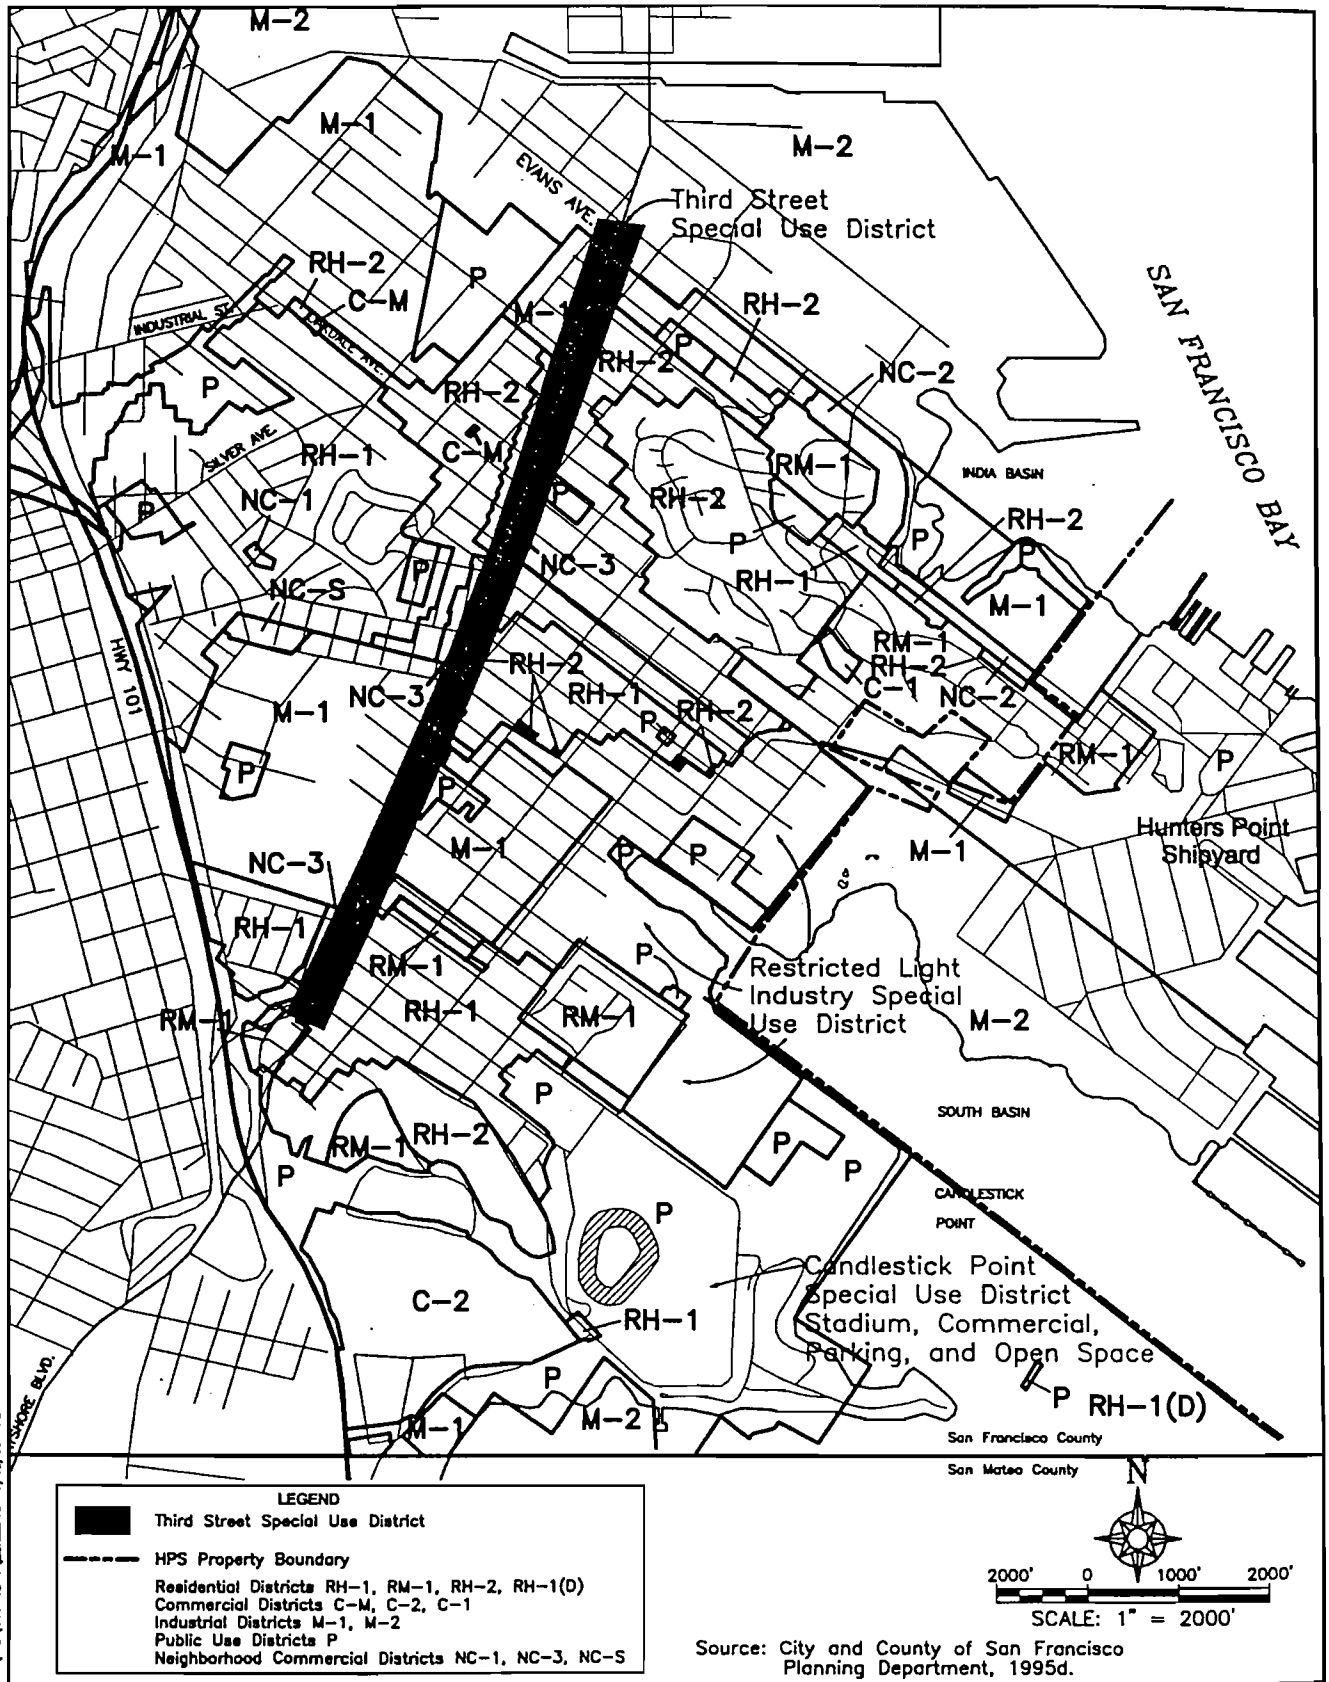 M-2
M-1
M-1
M-2
EVANS AVE.
Third Street
Special Use District
SAN FRANCISCO BAY
RH-2
C-M
P
INDUSTRIAL ST.
OAKDALE AVE.
M-1
RH-2
P
RH-2
NC-2
P
RH-2
SILVER AVE.
RH-1
C-M
RM-1
INDIA BASIN
NC-1
P
P
RH-2
RH-2
P
P
P
NC-3
P
RH-1
NC-S
M-1
RM-1
RH-2
C-1
NC-2
HWY 101
RH-2
RH-1
NC-3
M-1
P
RH-2
RM-1
P
P
P
Hunters Point
Shipyard
M-1
P
P
M-1
NC-3
RH-1
RM-1
P
Restricted Light
Industry Special
Use District
RM-1
RH-1
RM-1
M-2
P
SOUTH BASIN
RM-1
RH-2
P
P
P
CANDLESTICK
POINT
P
Candlestick Point
Special Use District
Stadium, Commercial,
Parking, and Open Space
C-2
RH-1
P
P
RH-1(D)
M-1
M-2
SHORE BLVD.
San Francisco County
San Mateo County
N
LEGEND
Third Street Special Use District
HPS Property Boundary
Residential Districts RH-1, RM-1, RH-2, RH-1(D)
Commercial Districts C-M, C-2, C-1
Industrial Districts M-1, M-2
Public Use Districts P
Neighborhood Commercial Districts NC-1, NC-3, NC-S
2000' 0 1000' 2000'
SCALE: 1" = 2000'
Source: City and County of San Francisco
Planning Department, 1995d.